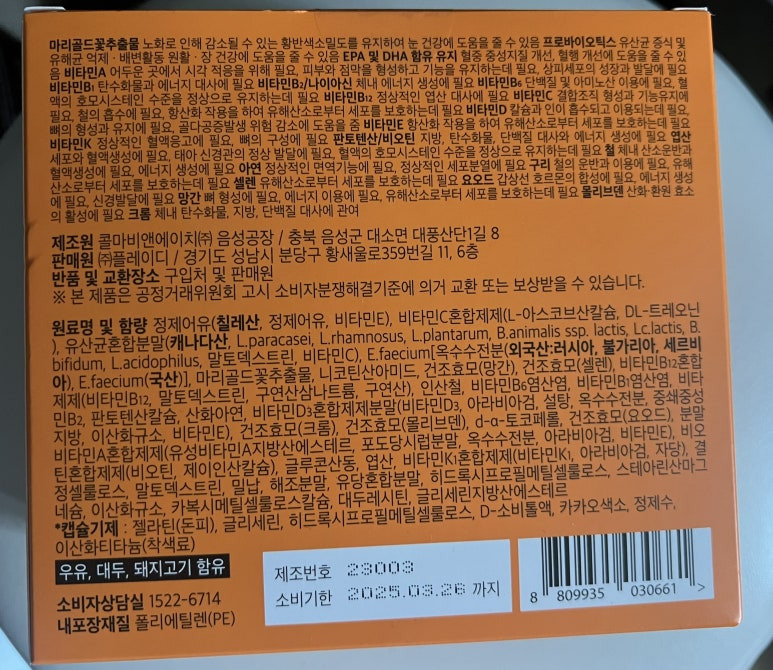 마리골드꽃추출물 노화로 인해 감소될 수 있는 황반색소밀도를 유지하여 눈 건강에 도움을 줄 수 있음 프로바이오틱스 유산균 증식 및
유해균 억제·배변활동 원활·장 건강에 도움을 줄 수 있음 EPA 및 DHA 함유 유지 혈중 중성지질 개선, 혈행 개선에 도움을 줄 수 있
음 비타민A 어두운 곳에서 시각 적응을 위해 필요, 피부와 점막을 형성하고 기능을 유지하는데 필요, 상피세포의 성장과 발달에 필요
비타민B₁ 탄수화물과 에너지 대사에 필요 비타민B₂/나이아신 체내 에너지 생성에 필요 비타민B₆ 단백질 및 아미노산 이용에 필요, 혈
액의 호모시스테인 수준을 정상으로 유지하는데 필요 비타민B₁₂ 정상적인 엽산 대사에 필요 비타민C 결합조직 형성과 기능유지에
필요, 철의 흡수에 필요, 항산화 작용을 하여 유해산소로부터 세포를 보호하는데 필요 비타민D 칼슘과 인이 흡수되고 이용되는데 필요,
뼈의 형성과 유지에 필요, 골다공증발생 위험 감소에 도움을 줌 비타민E 항산화 작용을 하여 유해산소로부터 세포를 보호하는데 필요
비타민K 정상적인 혈액응고에 필요, 뼈의 구성에 필요 판토텐산/비오틴 지방, 탄수화물, 단백질 대사와 에너지 생성에 필요 엽산
세포와 혈액생성에 필요, 태아 신경관의 정상 발달에 필요, 혈액의 호모시스테인 수준을 정상으로 유지하는데 필요 철 체내 산소운반과
혈액생성에 필요, 에너지 생성에 필요 아연 정상적인 면역기능에 필요, 정상적인 세포분열에 필요 구리 철의 운반과 이용에 필요, 유해
산소로부터 세포를 보호하는데 필요 셀렌 유해산소로부터 세포를 보호하는데 필요 요오드 갑상선 호르몬의 합성에 필요, 에너지 생성
에 필요, 신경발달에 필요 망간 뼈 형성에 필요, 에너지 이용에 필요, 유해산소로부터 세포를 보호하는데 필요 몰리브덴 산화·환원 효소
의 활성에 필요 크롬 체내 탄수화물, 지방, 단백질 대사에 관여
제조원 콜마비앤에이치㈜ 음성공장 / 충북 음성군 대소면 대풍산단1길 8
판매원 ㈜플레이디 / 경기도 성남시 분당구 황새울로359번길 11, 6층
반품 및 교환장소 구입처 및 판매원
※ 본 제품은 공정거래위원회 고시 소비자분쟁해결기준에 의거 교환 또는 보상받을 수 있습니다.
원료명 및 함량 정제어유(칠레산, 정제어유, 비타민E), 비타민C혼합제제(L-아스코브산칼슘, DL-트레오닌
), 유산균혼합분말(캐나다산, L.paracasei, L.rhamnosus, L.plantarum, B.animalis ssp. lactis, Lc.lactis, B.
bifidum, L.acidophilus, 말토덱스트린, 비타민C), E.faecium[옥수수전분(외국산:러시아, 불가리아, 세르비
아), E.faecium(국산)], 마리골드꽃추출물, 니코틴산아미드, 건조효모(망간), 건조효모(셀렌), 비타민B12혼합
제제(비타민B12, 말토덱스트린, 구연산삼나트륨, 구연산), 인산철, 비타민B₆염산염, 비타민B₁염산염, 비타
민B2, 판토텐산칼슘, 산화아연, 비타민D₃혼합제제분말(비타민D₃, 아라비아검, 설탕, 옥수수전분, 중쇄중성
지방, 이산화규소, 비타민E), 건조효모(크롬), 건조효모(몰리브덴), d-α-토코페롤, 건조효모(요오드), 분말
비타민A혼합제제(유성비타민A지방산에스테르, 포도당시럽분말, 옥수수전분, 아라비아검, 비타민E), 비오
틴혼합제제(비오틴, 제이인산칼슘), 글루콘산동, 엽산, 비타민K₁혼합제제(비타민K₁, 아라비아검, 자당), 결
정셀룰로스, 말토덱스트린, 밀납, 해조분말, 유당혼합분말, 히드록시프로필메틸셀룰로스, 스테아린산마그
네슘, 이산화규소, 카복시메틸셀룰로스칼슘, 대두레시틴, 글리세린지방산에스테르
*캡슐기제 : 젤라틴(돈피), 글리세린, 히드록시프로필메틸셀룰로스, D-소비톨액, 카카오색소, 정제수,
이산화티타늄(착색료)
우유, 대두, 돼지고기 함유
제조번호 23003
소비기한 2025.03.26 까지
소비자상담실 1522-6714
내포장재질 폴리에틸렌(PE)
8 809935 030661 >